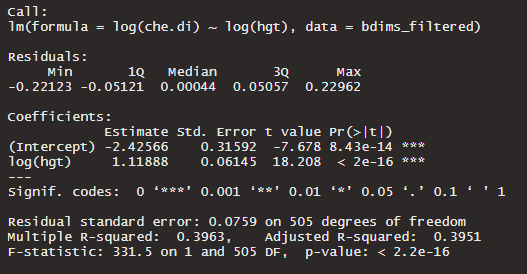 Call:
lm(formula = log(che.di) ~ log(hgt), data = bdims_filtered)
Residuals:
Min 1Q Median 3Q Max
-0.22123 -0.05121 0.00044 0.05057 0.22962
Coefficients:
Estimate Std. Error t value Pr(>|t|)
(Intercept) -2.42566 0.31592 -7.678 8.43e-14 ***
log(hgt) 1.11888 0.06145 18.208 < 2e-16 ***
---
Signif. codes: 0 ‘***’ 0.001 ‘**’ 0.01 ‘*’ 0.05 ‘.’ 0.1 ‘ ’ 1
Residual standard error: 0.0759 on 505 degrees of freedom
Multiple R-squared: 0.3963, Adjusted R-squared: 0.3951
F-statistic: 331.5 on 1 and 505 DF, p-value: < 2.2e-16